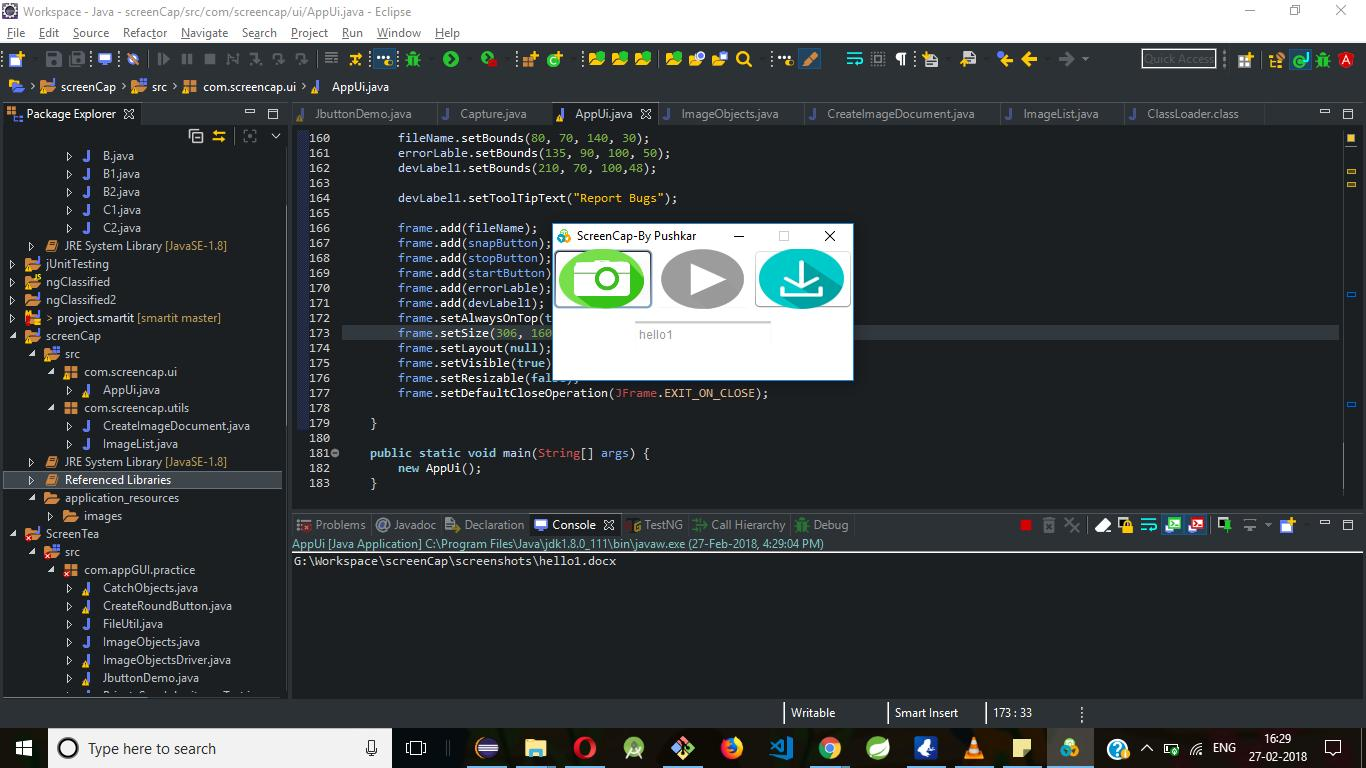 Workspace - Java - screenCap/src/com/screencap/ui/AppUi.java - Eclipse
File Edit Source Refactor Navigate Search Project Run Window Help
Quick Access
screenCap src com.screencap.ui AppUi.java
Package Explorer
JbuttonDemo.java Capture.java AppUi.java ImageObjects.java CreateImageDocument.java ImageList.java ClassLoader.class
B.java
B1.java
B2.java
C1.java
C2.java
JRE System Library [JavaSE-1.8]
jUnitTesting
ngClassified
ngClassified2
> project.smartit [smartit master]
screenCap
src
com.screencap.ui
AppUi.java
com.screencap.utils
CreateImageDocument.java
ImageList.java
JRE System Library [JavaSE-1.8]
Referenced Libraries
application_resources
images
ScreenTea
src
com.appGUI.practice
CatchObjects.java
CreateRoundButton.java
FileUtil.java
ImageObjects.java
ImageObjectsDriver.java
JbuttonDemo.java
160 fileName.setBounds(80, 70, 140, 30);
161 errorLable.setBounds(135, 90, 100, 50);
162 devLabel1.setBounds(210, 70, 100,48);
163
164 devLabel1.setToolTipText("Report Bugs");
165
166 frame.add(fileName);
167 frame.add(snapButton);
168 frame.add(stopButton);
169 frame.add(startButton)
170 frame.add(errorLable);
171 frame.add(devLabel1);
172 frame.setAlwaysOnTop(t
173 frame.setSize(306, 160
174 frame.setLayout(null);
175 frame.setVisible(true)
176 frame.setResizable(false);
177 frame.setDefaultCloseOperation(JFrame.EXIT_ON_CLOSE);
178
179 }
180
181 public static void main(String[] args) {
182 new AppUi();
183 }
ScreenCap-By Pushkar
hello1
Problems Javadoc Declaration Console TestNG Call Hierarchy Debug
AppUi [Java Application] C:\Program Files\Java\jdk1.8.0_111\bin\javaw.exe (27-Feb-2018, 4:29:04 PM)
G:\Workspace\screenCap\screenshots\hello1.docx
Writable Smart Insert 173 : 33
Type here to search
ENG
16:29
27-02-2018